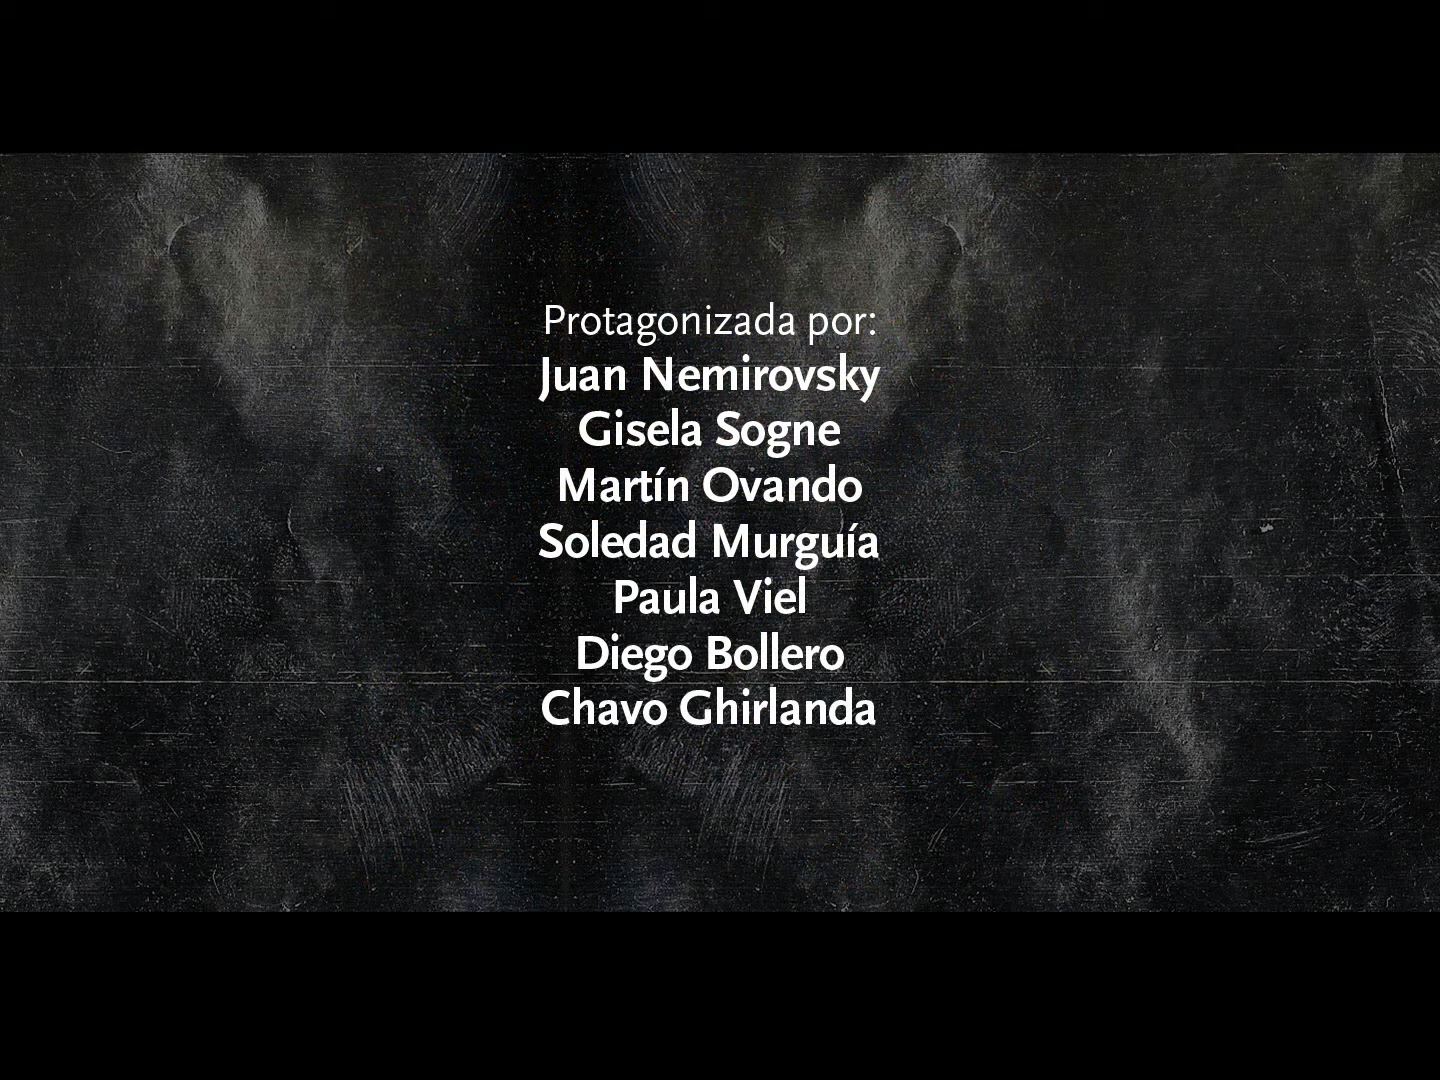 Protagonizada por:
Juan Nemirovsky
Gisela Sogne
Martín Ovando
Soledad Murguía
Paula Viel
Diego Bollero
Chavo Ghirlanda